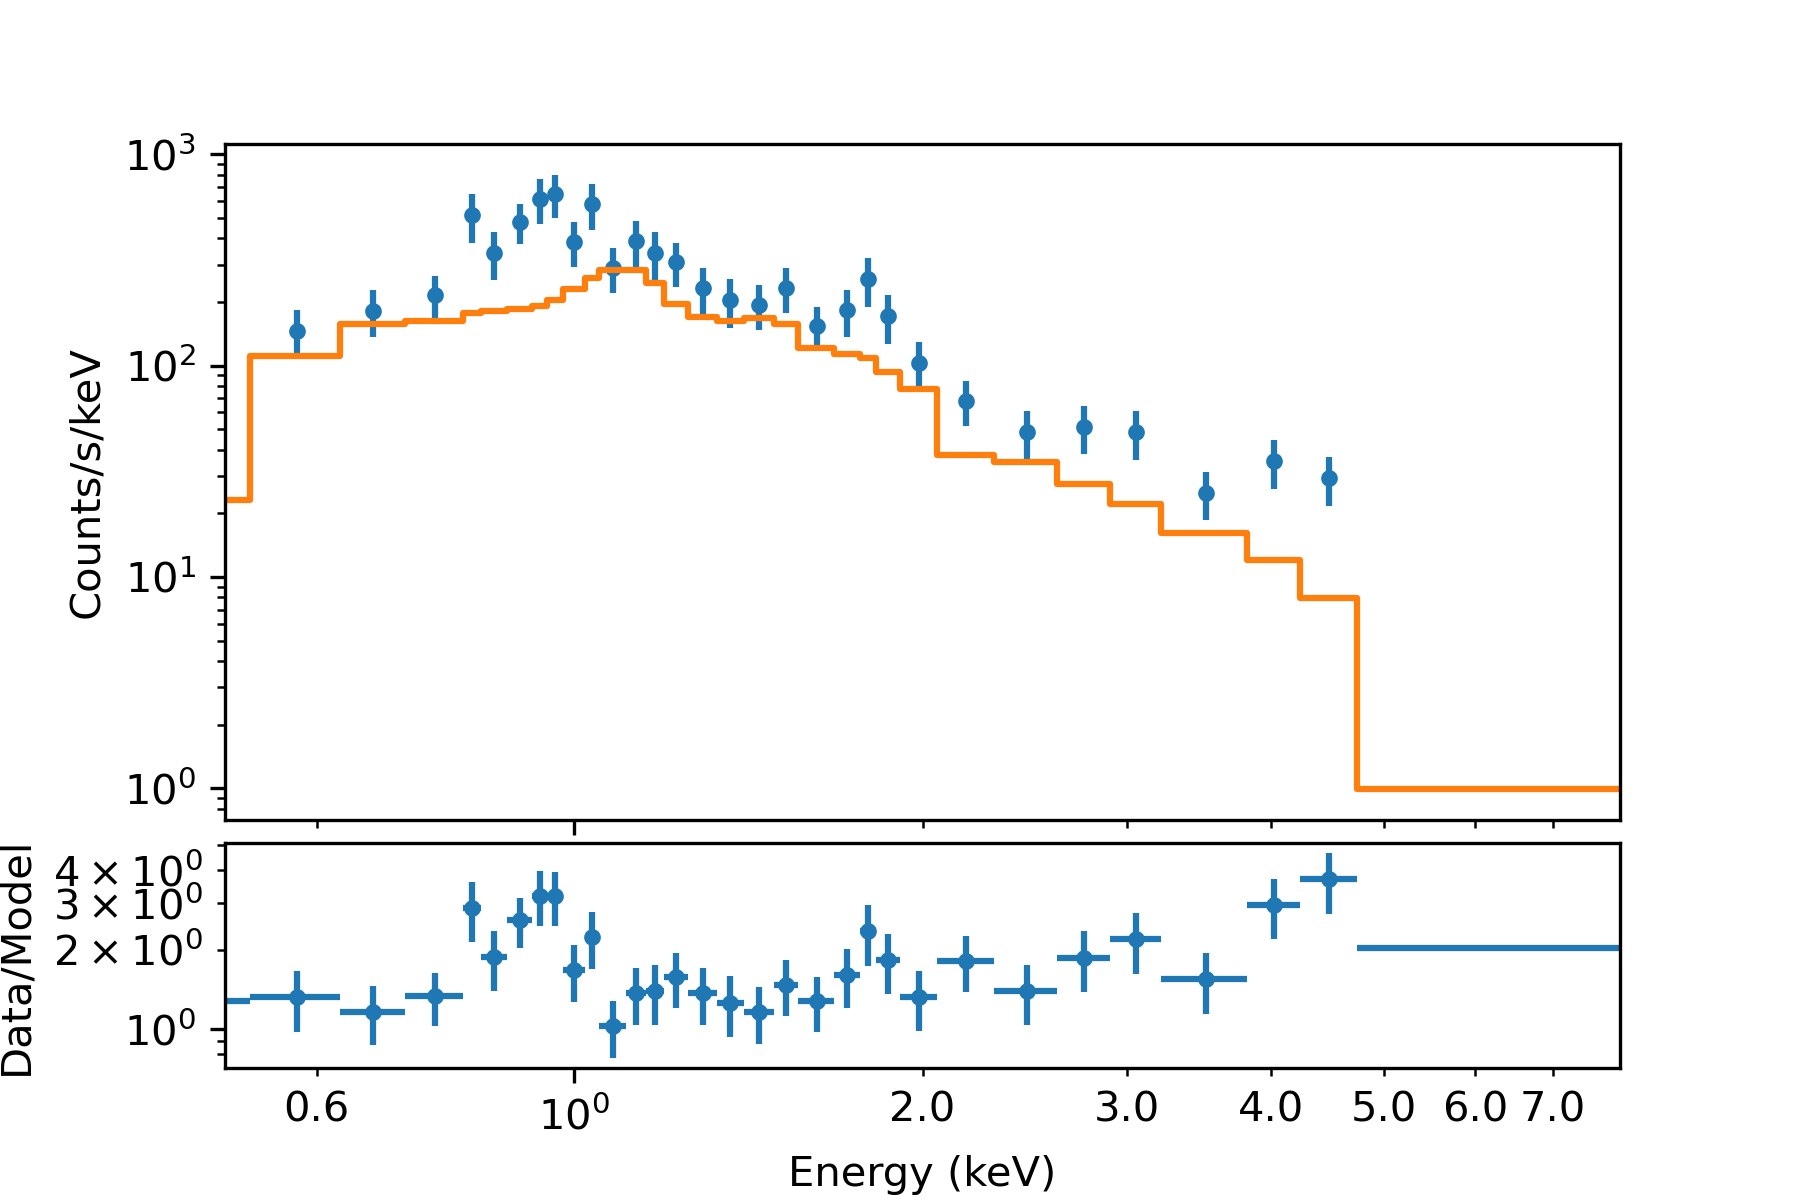 10³
10²
10¹
10⁰
Counts/s/keV
4 × 10⁰
3 × 10⁰
2 × 10⁰
10⁰
Data/Model
0.6 10⁰ 2.0 3.0 4.0 5.0 6.0 7.0
Energy (keV)